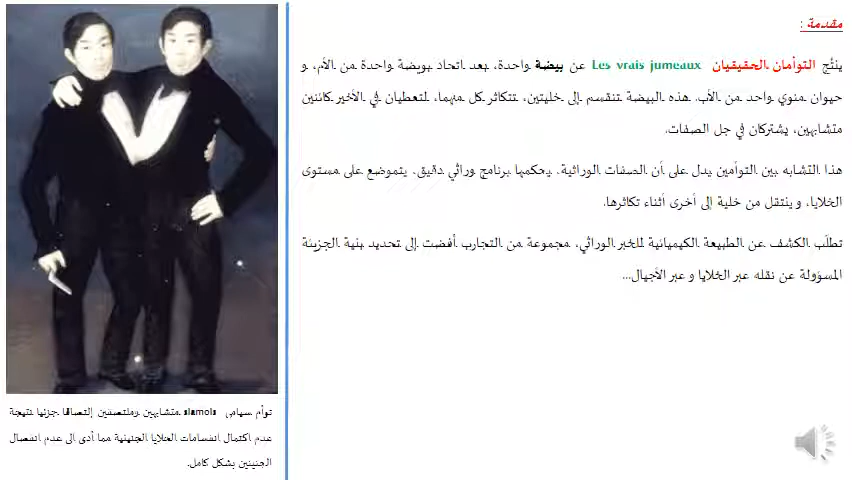 مقدمة :
ينتُج التوأمان الحقيقيان Les vrais jumeaux عن بيضة واحدة، بعد اتحاد بويضة واحدة من الأم، و
حيوان منوي واحد من الأب. هذه البيضة تنقسم إلى خليتين، تتكاثر كل منهما، لتعطيان في الأخير كائنين
متشابهين، يشتركان في جل الصفات.
هذا التشابه بين التوأمين يدل على أن الصفات الوراثية، يحكمها برنامج وراثي دقيق، يتموضع على مستوى
الخلايا، وينتقل من خلية إلى أخرى أثناء تكاثرها.
تطلّب الكشف عن الطبيعة الكيميائية للخبر الوراثي، مجموعة من التجارب أفضت إلى تحديد بنية الجزيئة
المسؤولة عن نقله عبر الخلايا و عبر الأجيال...
توأم سيامي siamois متشابهين وملتصقين إلتصاقا جزئيا نتيجة
عدم اكتمال انقسامات الخلايا الجنينية مما أدى الى عدم انفصال
الجنينين بشكل كامل.